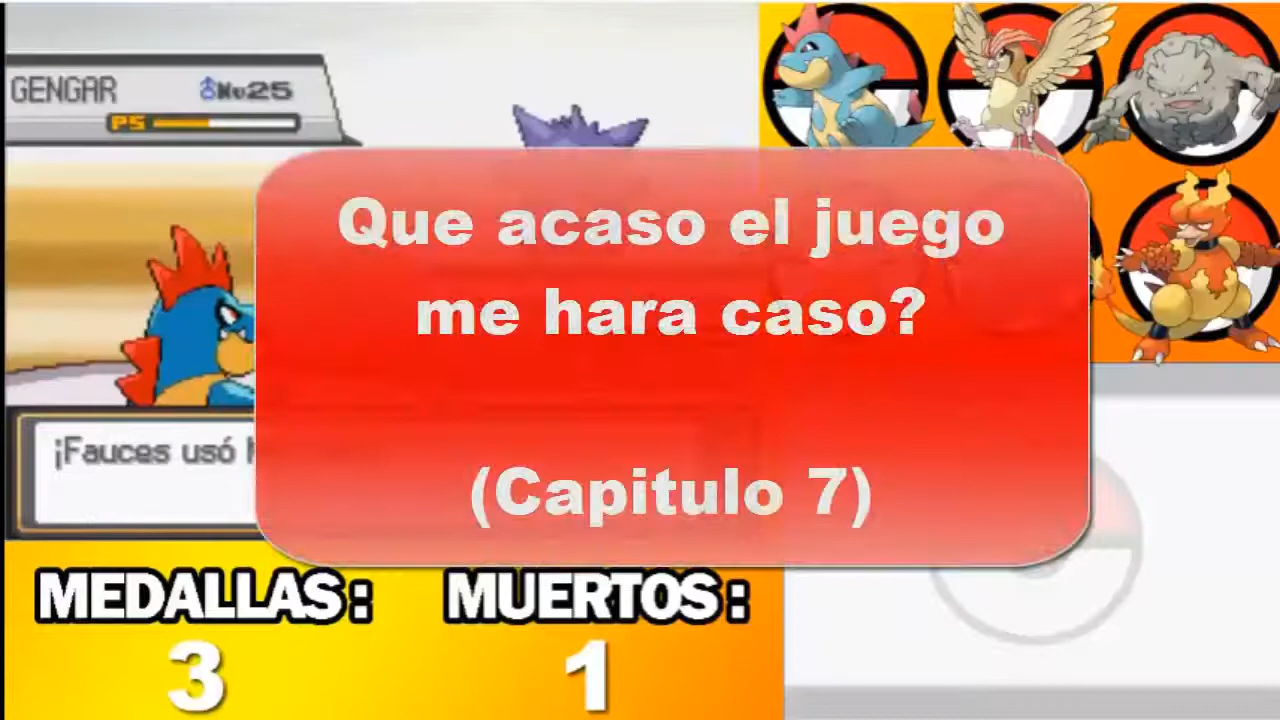 GENGAR ♂Nv25
PS
Que acaso el juego
me hara caso?
(Capitulo 7)
¡Fauces usó
MEDALLAS: MUERTOS:
3 1